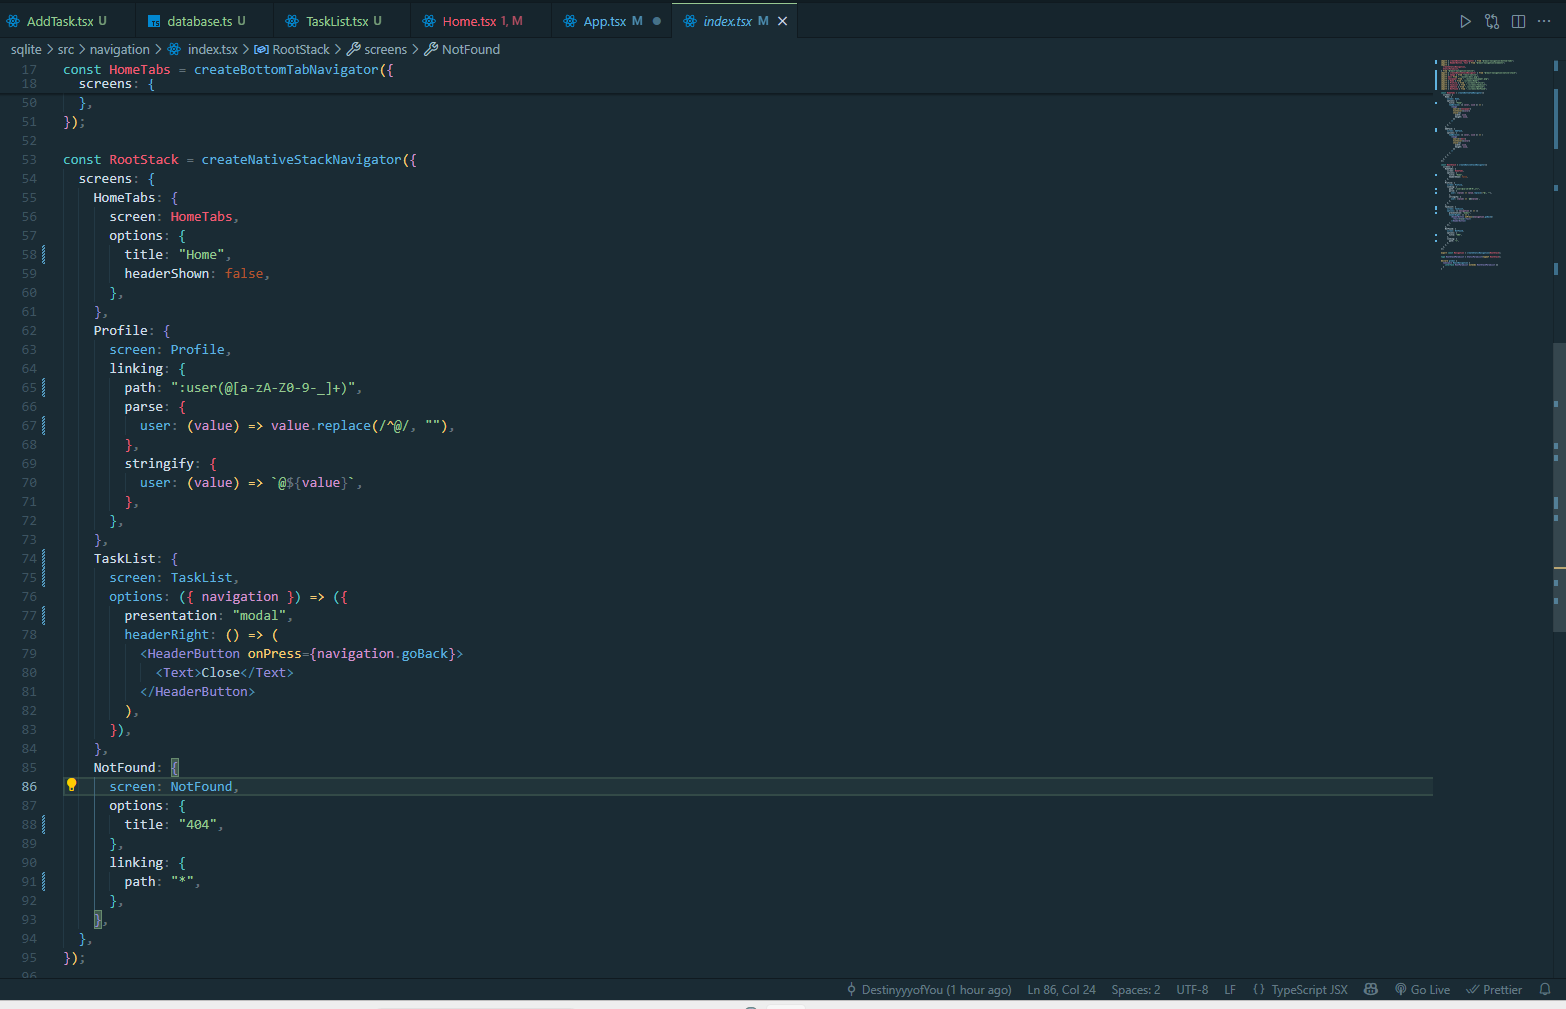 AddTask.tsx U database.ts U TaskList.tsx U Home.tsx 1, M App.tsx M index.tsx M
sqlite > src > navigation > index.tsx > RootStack > screens > NotFound
17 const HomeTabs = createBottomTabNavigator({
18   screens: {
50   },
51 });
52
53 const RootStack = createNativeStackNavigator({
54   screens: {
55     HomeTabs: {
56       screen: HomeTabs,
57       options: {
58         title: "Home",
59         headerShown: false,
60       },
61     },
62     Profile: {
63       screen: Profile,
64       linking: {
65         path: ":user(@[a-zA-Z0-9-_]+)",
66         parse: {
67           user: (value) => value.replace(/^@/, ""),
68         },
69         stringify: {
70           user: (value) => `@${value}`,
71         },
72       },
73     },
74     TaskList: {
75       screen: TaskList,
76       options: ({ navigation }) => ({
77         presentation: "modal",
78         headerRight: () => (
79           <HeaderButton onPress={navigation.goBack}>
80             <Text>Close</Text>
81           </HeaderButton>
82         ),
83       }),
84     },
85     NotFound: {
86       screen: NotFound,
87       options: {
88         title: "404",
89       },
90       linking: {
91         path: "*",
92       },
93     },
94   },
95 });
96
DestinyyyofYou (1 hour ago) Ln 86, Col 24 Spaces: 2 UTF-8 LF {} TypeScript JSX Go Live Prettier